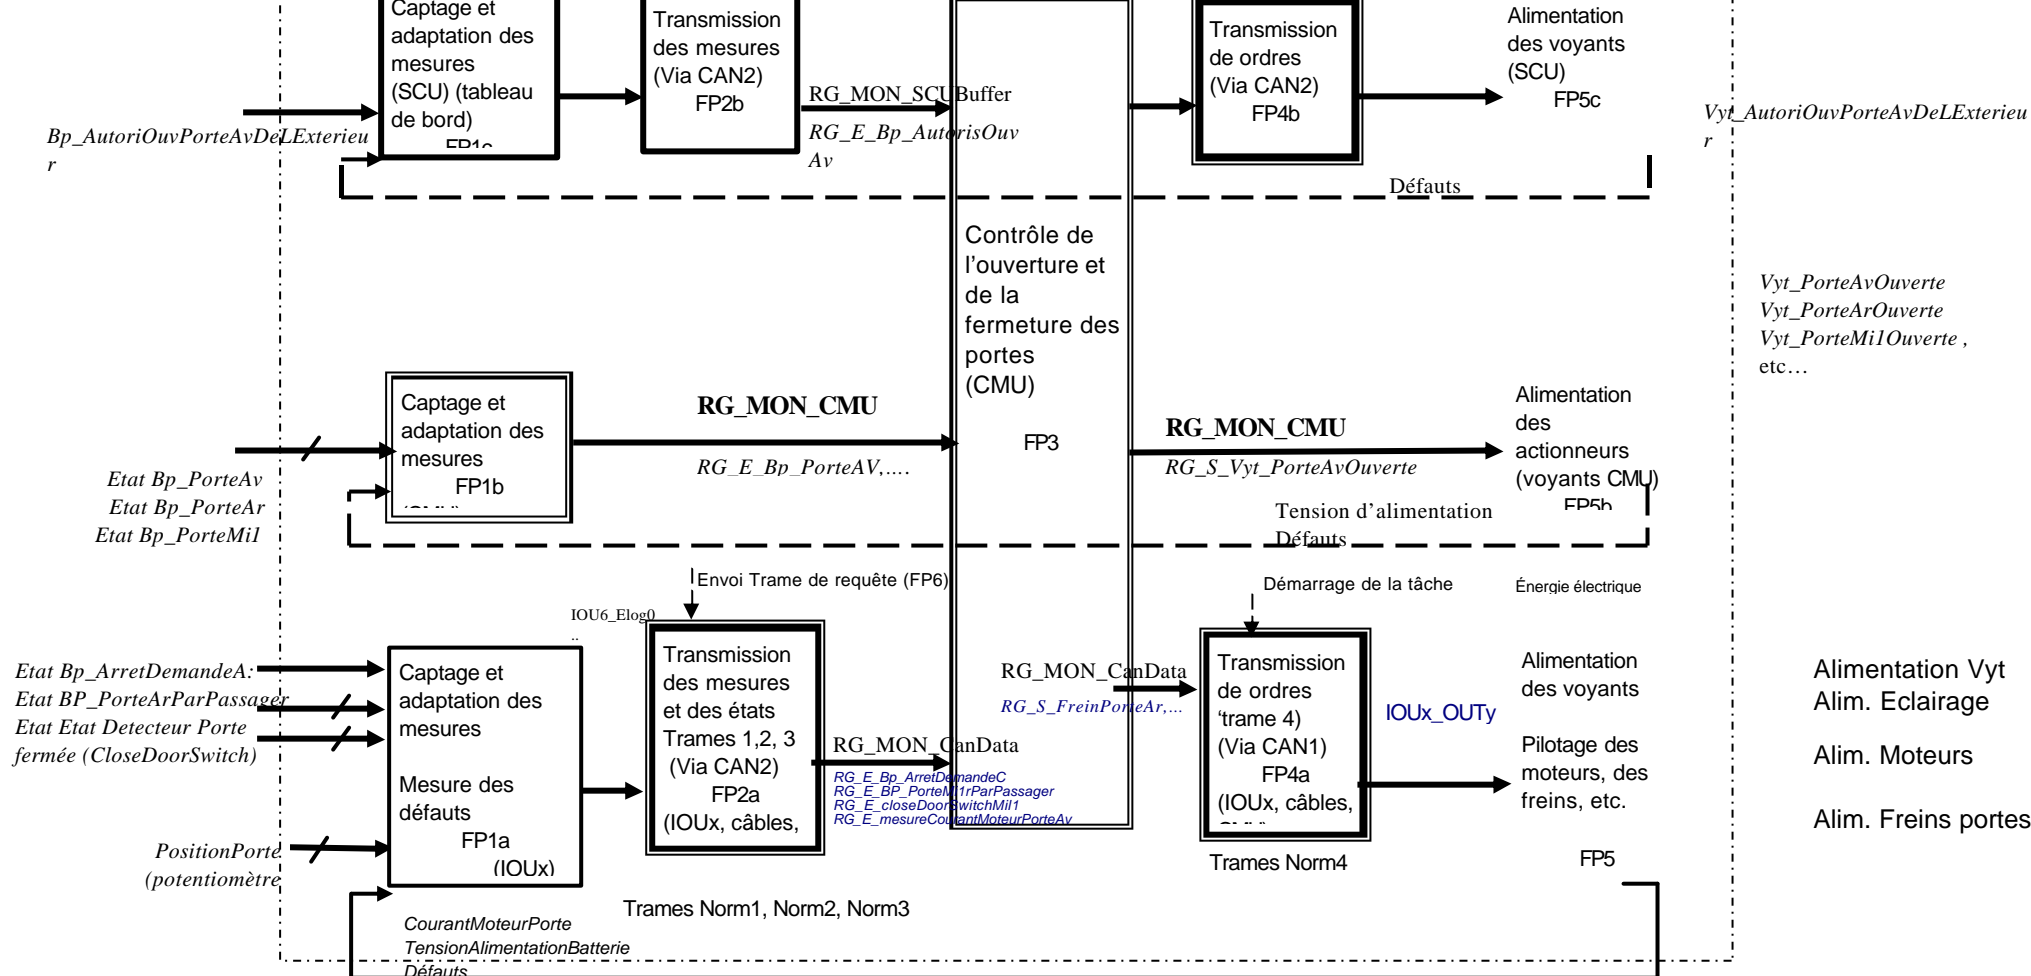 Captage et
adaptation des
mesures
(SCU) (tableau
de bord)
FP1c
Transmission
des mesures
(Via CAN2)
FP2b
RG_MON_SCUBuffer
RG_E_Bp_AutorisOuv
Av
Transmission
de ordres
(Via CAN2)
FP4b
Alimentation
des voyants
(SCU)
FP5c
Bp_AutoriOuvPorteAvDeLExterieu
r
Vyt_AutoriOuvPorteAvDeLExterieu
r
Défauts
Contrôle de
l’ouverture et
de la
fermeture des
portes
(CMU)
FP3
Vyt_PorteAvOuverte
Vyt_PorteArOuverte
Vyt_PorteMi1Ouverte ,
etc…
Captage et
adaptation des
mesures
FP1b
(CMU)
RG_MON_CMU
RG_E_Bp_PorteAV,….
RG_MON_CMU
RG_S_Vyt_PorteAvOuverte
Alimentation
des
actionneurs
(voyants CMU)
FP5b
Etat Bp_PorteAv
Etat Bp_PorteAr
Etat Bp_PorteMi1
Tension d’alimentation
Défauts
Envoi Trame de requête (FP6)
IOU6_Elog0
..
Démarrage de la tâche
Énergie électrique
Etat Bp_ArretDemandeA:
Etat BP_PorteArParPassager
Etat Etat Detecteur Porte
fermée (CloseDoorSwitch)
PositionPorte
(potentiomètre
Captage et
adaptation des
mesures
Mesure des
défauts
FP1a
(IOUx)
Transmission
des mesures
et des états
Trames 1,2, 3
(Via CAN2)
FP2a
(IOUx, câbles,
RG_MON_CanData
RG_E_Bp_ArretDemandeC
RG_E_BP_PorteMi1rParPassager
RG_E_closeDoorSwitchMil1
RG_E_mesureCourantMoteurPorteAv
RG_MON_CanData
RG_S_FreinPorteAr,...
Transmission
de ordres
‘trame 4)
(Via CAN1)
FP4a
(IOUx, câbles,
CMU)
Trames Norm4
IOUx_OUTy
Alimentation
des voyants
Pilotage des
moteurs, des
freins, etc.
FP5
Alimentation Vyt
Alim. Eclairage
Alim. Moteurs
Alim. Freins portes
Trames Norm1, Norm2, Norm3
CourantMoteurPorte
TensionAlimentationBatterie
Défauts